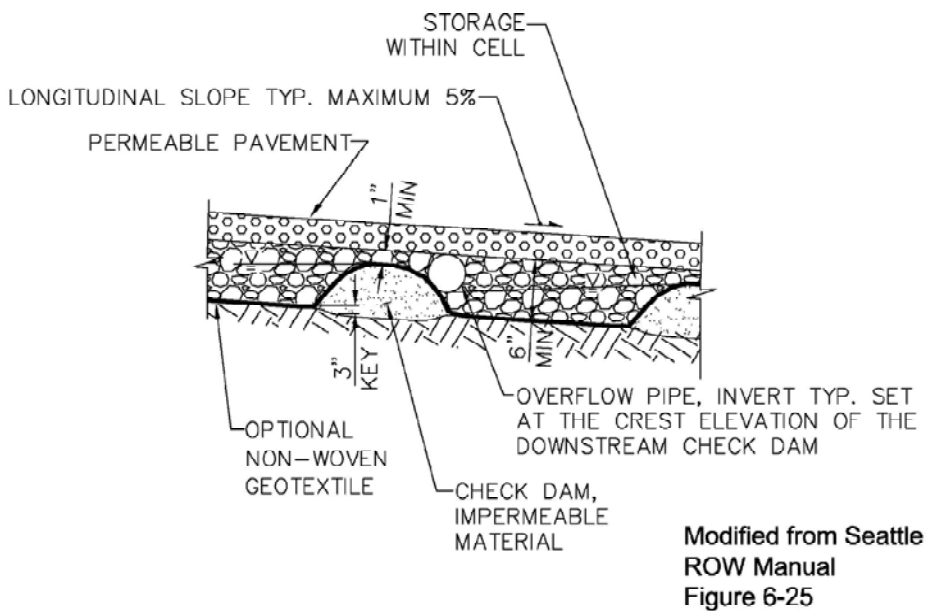 STORAGE
WITHIN CELL
LONGITUDINAL SLOPE TYP. MAXIMUM 5%
PERMEABLE PAVEMENT
1"
MIN
3"
KEY
6"
MIN
OVERFLOW PIPE, INVERT TYP. SET
AT THE CREST ELEVATION OF THE
DOWNSTREAM CHECK DAM
OPTIONAL
NON-WOVEN
GEOTEXTILE
CHECK DAM,
IMPERMEABLE
MATERIAL
Modified from Seattle
ROW Manual
Figure 6-25